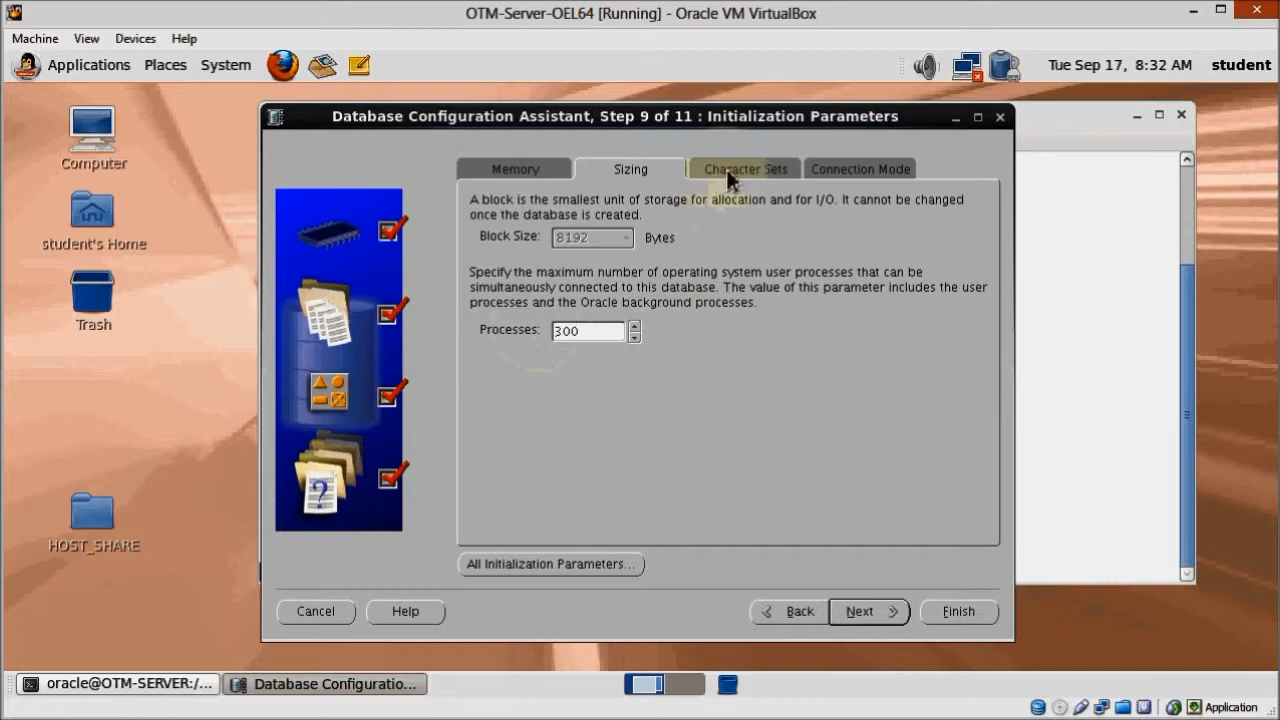 OTM-Server-OEL64 [Running] - Oracle VM VirtualBox
Machine View Devices Help
Applications Places System Tue Sep 17, 8:32 AM student
Computer
student's Home
Trash
HOST_SHARE
Database Configuration Assistant, Step 9 of 11 : Initialization Parameters
Memory Sizing Character Sets Connection Mode
A block is the smallest unit of storage for allocation and for I/O. It cannot be changed
once the database is created.
Block Size: 8192 Bytes
Specify the maximum number of operating system user processes that can be
simultaneously connected to this database. The value of this parameter includes the user
processes and the Oracle background processes.
Processes: 300
?
All Initialization Parameters...
Cancel Help Back Next Finish
oracle@OTM-SERVER:/... Database Configuratio...
Application